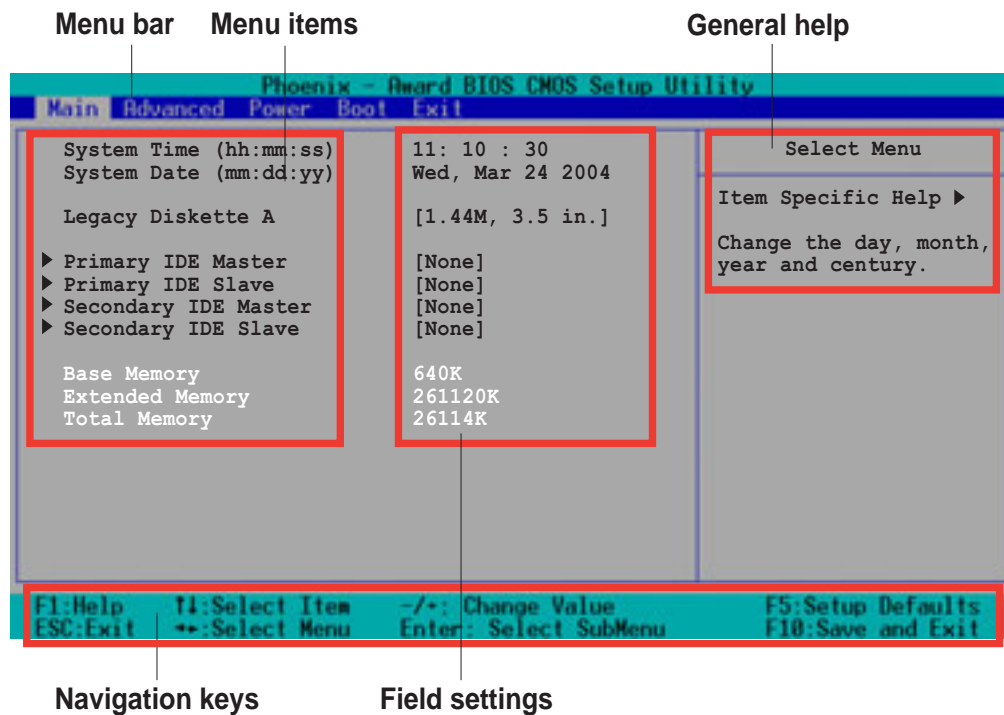 Menu bar Menu items General help
Phoenix - Award BIOS CMOS Setup Utility
Main Advanced Power Boot Exit
System Time (hh:mm:ss) 11: 10 : 30
System Date (mm:dd:yy) Wed, Mar 24 2004
Legacy Diskette A [1.44M, 3.5 in.]
Primary IDE Master [None]
Primary IDE Slave [None]
Secondary IDE Master [None]
Secondary IDE Slave [None]
Base Memory 640K
Extended Memory 261120K
Total Memory 26114K
Select Menu
Item Specific Help ▶
Change the day, month,
year and century.
F1:Help ↑↓:Select Item -/+: Change Value F5:Setup Defaults
ESC:Exit ←→:Select Menu Enter: Select SubMenu F10:Save and Exit
Navigation keys Field settings